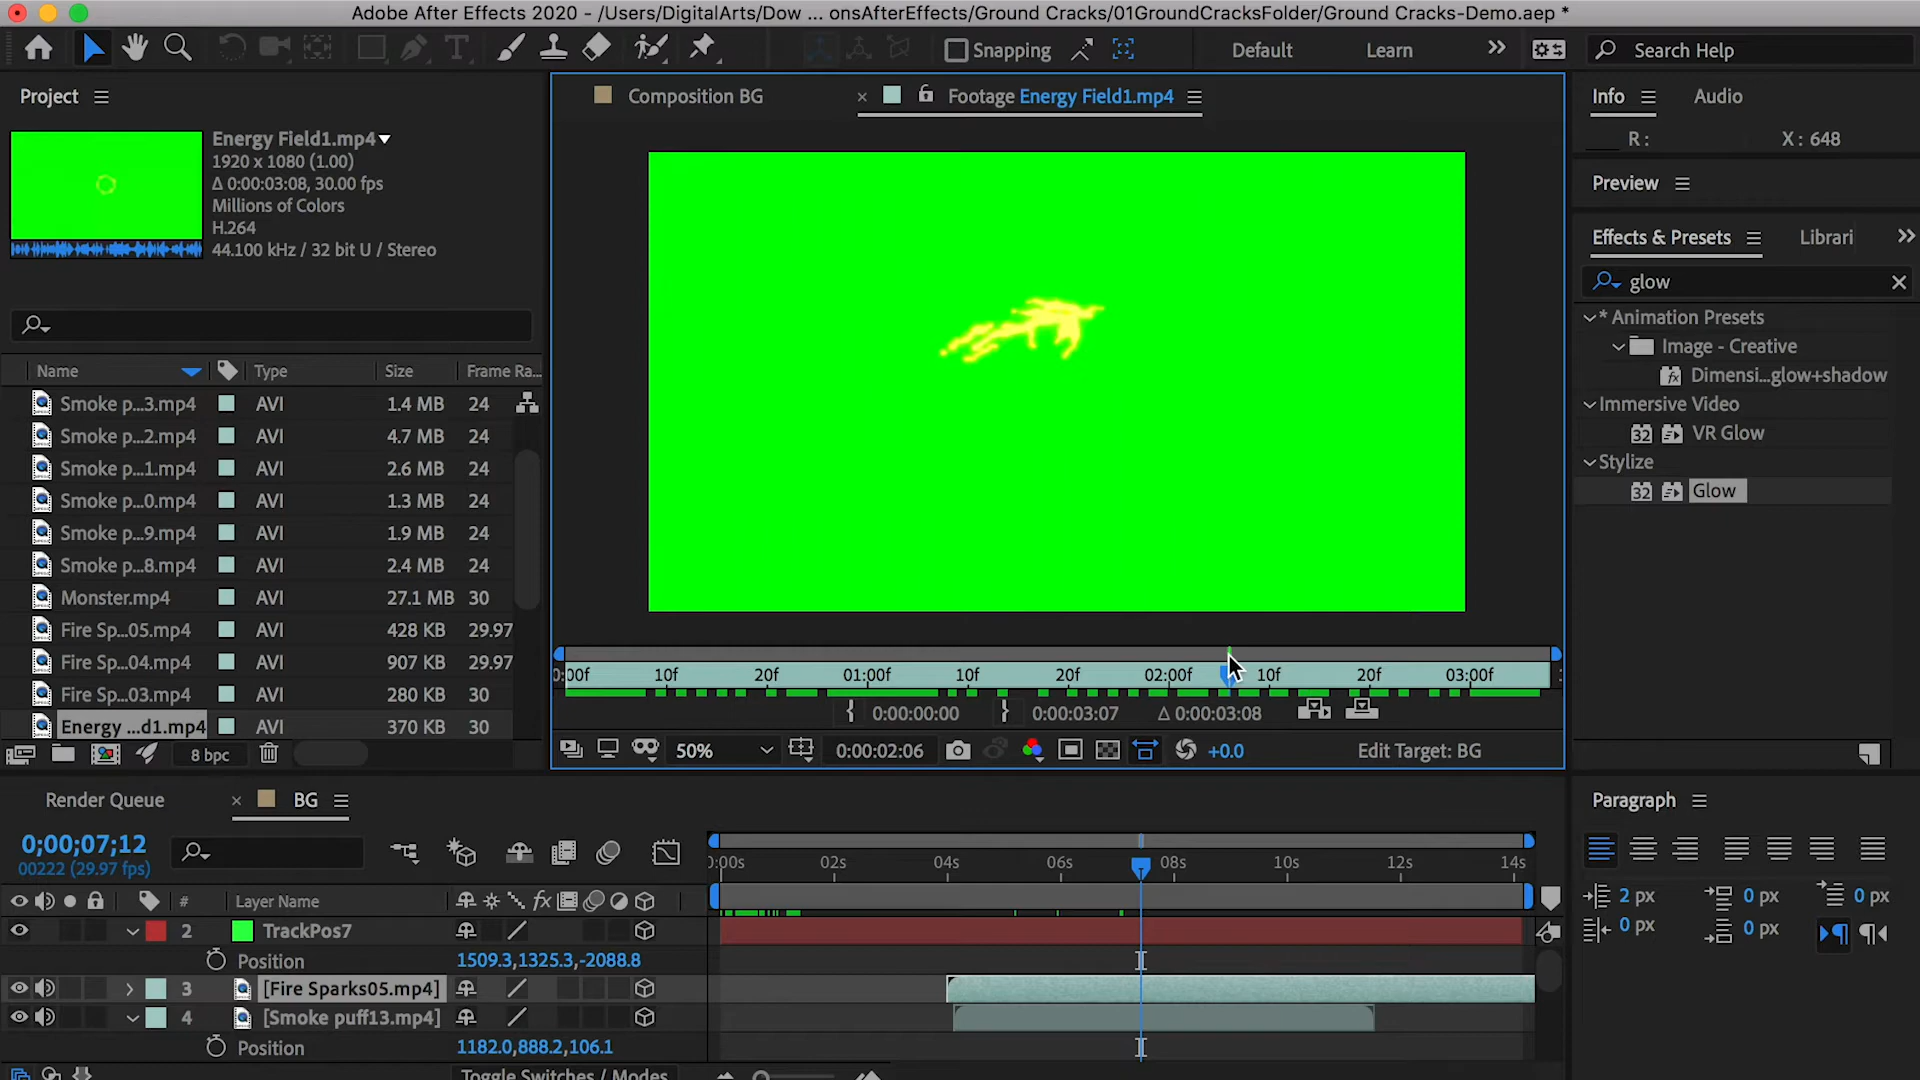 Adobe After Effects 2020 - /Users/DigitalArts/Dow ... onsAfterEffects/Ground Cracks/01GroundCracksFolder/Ground Cracks-Demo.aep *
Snapping
Default
Learn
Search Help
Project
Energy Field1.mp4
1920 x 1080 (1.00)
Δ 0:00:03:08, 30.00 fps
Millions of Colors
H.264
44.100 kHz / 32 bit U / Stereo
Name Type Size Frame Ra...
Smoke p...3.mp4 AVI 1.4 MB 24
Smoke p...2.mp4 AVI 4.7 MB 24
Smoke p...1.mp4 AVI 2.6 MB 24
Smoke p...0.mp4 AVI 1.3 MB 24
Smoke p...9.mp4 AVI 1.9 MB 24
Smoke p...8.mp4 AVI 2.4 MB 24
Monster.mp4 AVI 27.1 MB 30
Fire Sp...05.mp4 AVI 428 KB 29.97
Fire Sp...04.mp4 AVI 907 KB 29.97
Fire Sp...03.mp4 AVI 280 KB 30
Energy ...d1.mp4 AVI 370 KB 30
8 bpc
Composition BG
Footage Energy Field1.mp4
0:00f 10f 20f 01:00f 10f 20f 02:00f 10f 20f 03:00f
0:00:00:00 0:00:03:07 Δ 0:00:03:08
50% 0:00:02:06 +0.0 Edit Target: BG
Info Audio
R : X : 648
Preview
Effects & Presets Librari
glow
* Animation Presets
Image - Creative
Dimensi...glow+shadow
Immersive Video
32 VR Glow
Stylize
32 Glow
Render Queue
BG
0;00;07;12
00222 (29.97 fps)
0:00s 02s 04s 06s 08s 10s 12s 14s
# Layer Name fx
2 TrackPos7
Position 1509.3,1325.3,-2088.8
3 [Fire Sparks05.mp4]
4 [Smoke puff13.mp4]
Position 1182.0,888.2,106.1
Toggle Switches / Modes
Paragraph
2 px 0 px 0 px
0 px 0 px